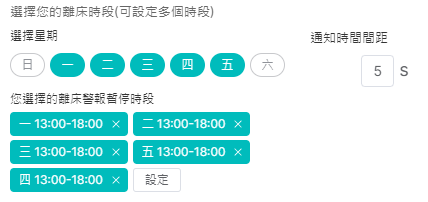 選擇您的離床時段(可設定多個時段)
選擇星期
通知時間間距
日 一 二 三 四 五 六
5 S
您選擇的離床警報暫停時段
一 13:00-18:00 × 二 13:00-18:00 ×
三 13:00-18:00 × 五 13:00-18:00 ×
四 13:00-18:00 × 設定